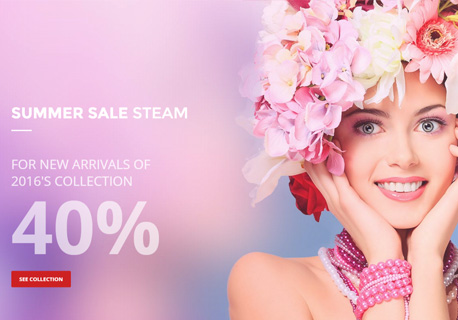 SUMMER SALE STEAM
FOR NEW ARRIVALS OF
2016'S COLLECTION
40%
SEE COLLECTION